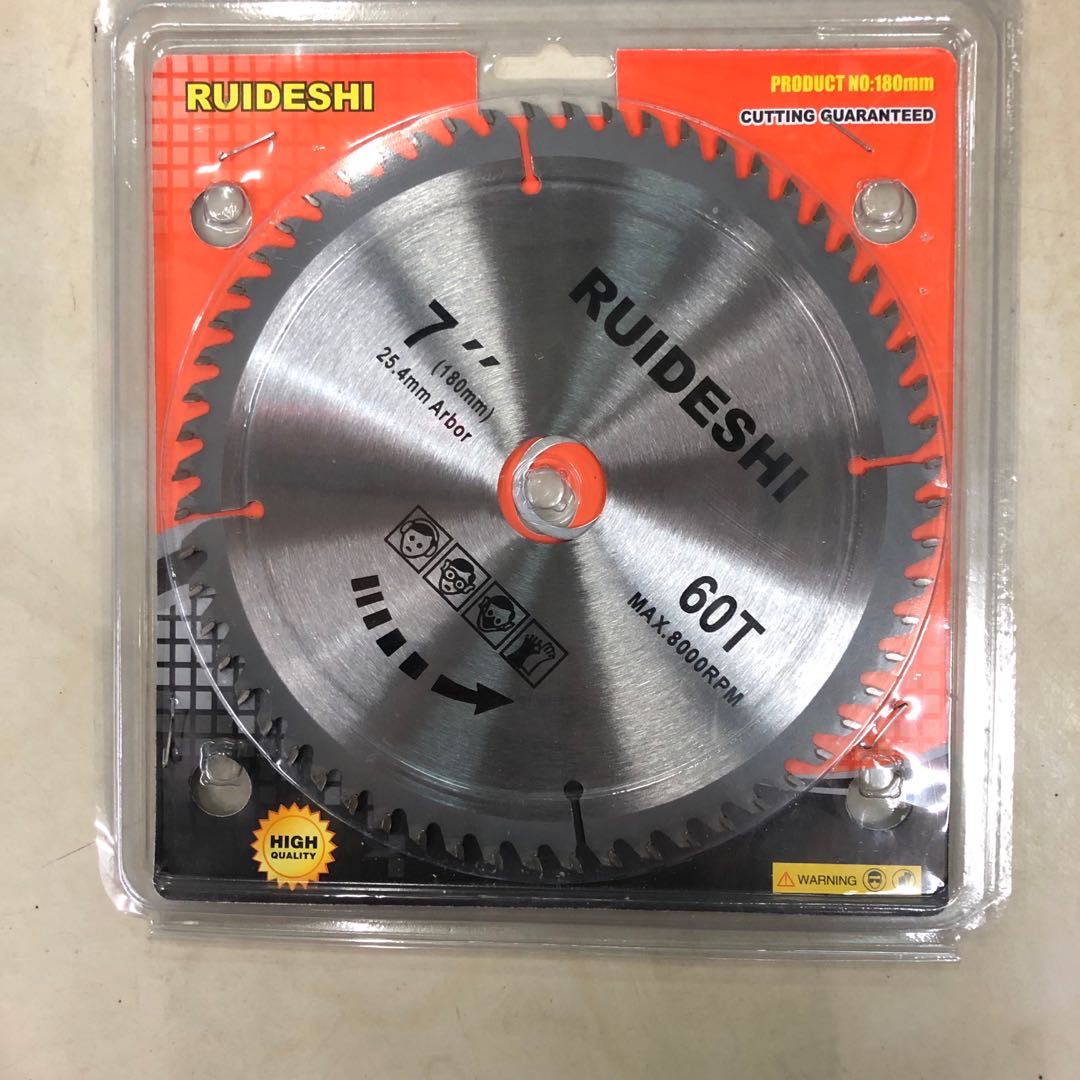 RUIDESHI
PRODUCT NO:180mm
CUTTING GUARANTEED
RUIDESHI
7"
(180mm)
25.4mm Arbor
60T
MAX.8000RPM
HIGH
QUALITY
WARNING